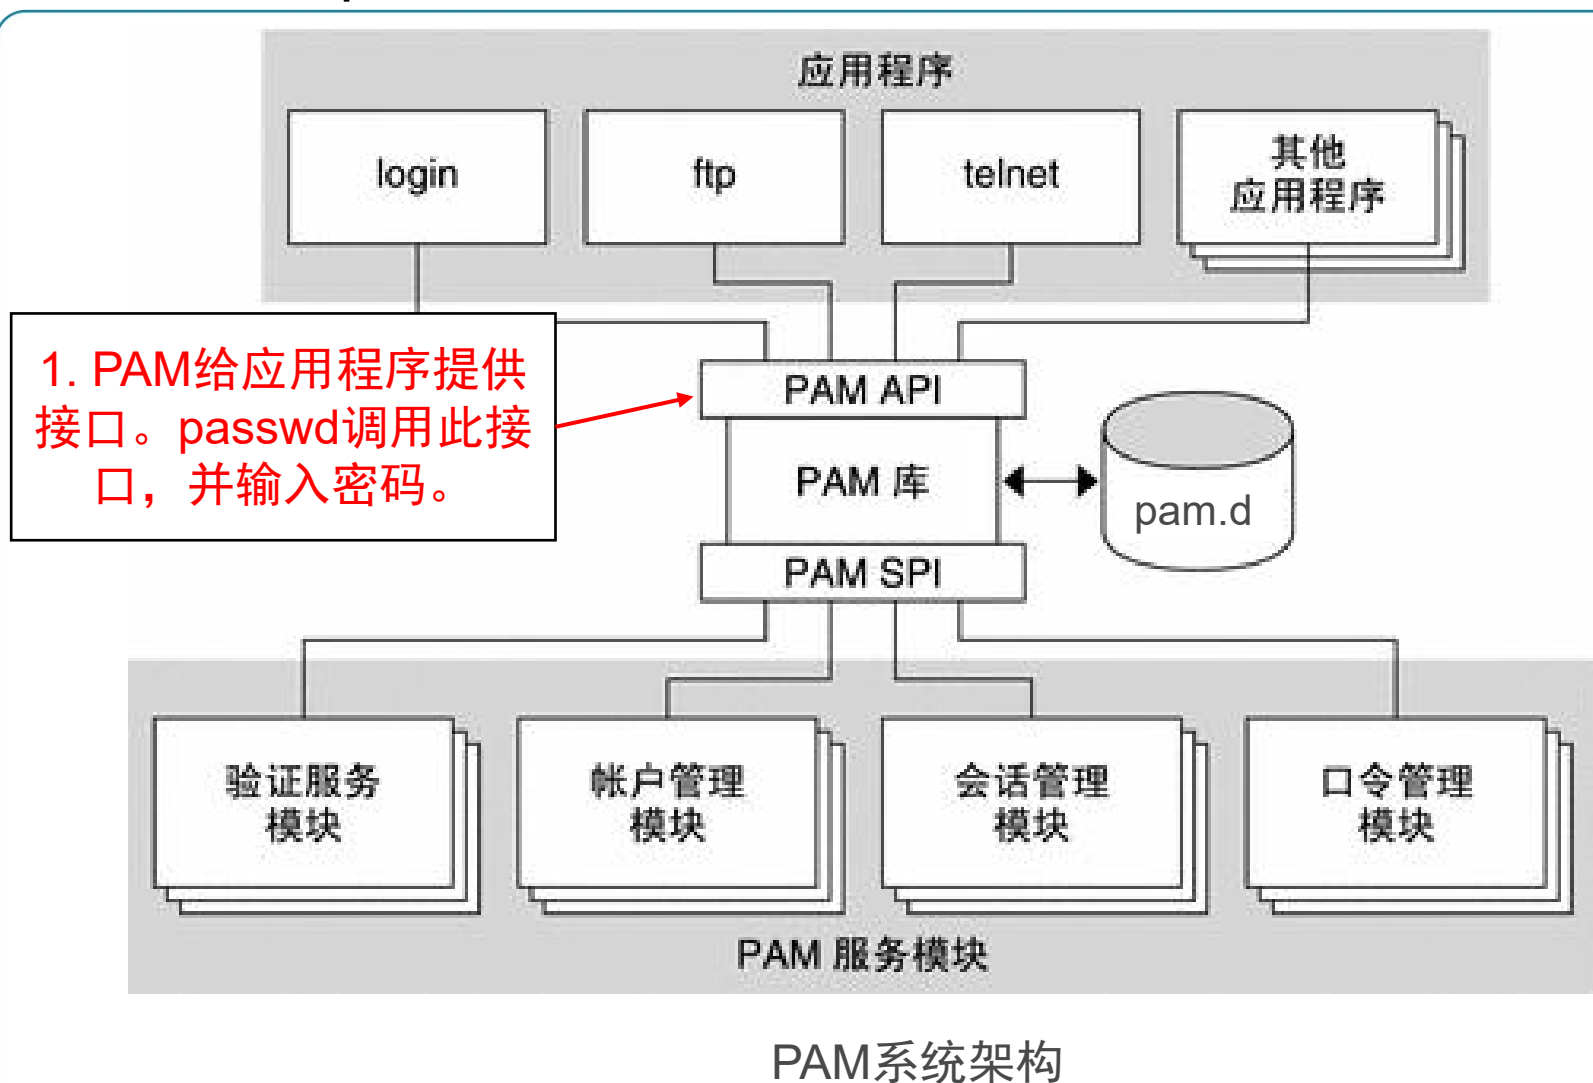 应用程序
login
ftp
telnet
其他
应用程序
1. PAM给应用程序提供
接口。passwd调用此接
口，并输入密码。
PAM API
PAM 库
pam.d
PAM SPI
验证服务
模块
帐户管理
模块
会话管理
模块
口令管理
模块
PAM 服务模块
PAM系统架构